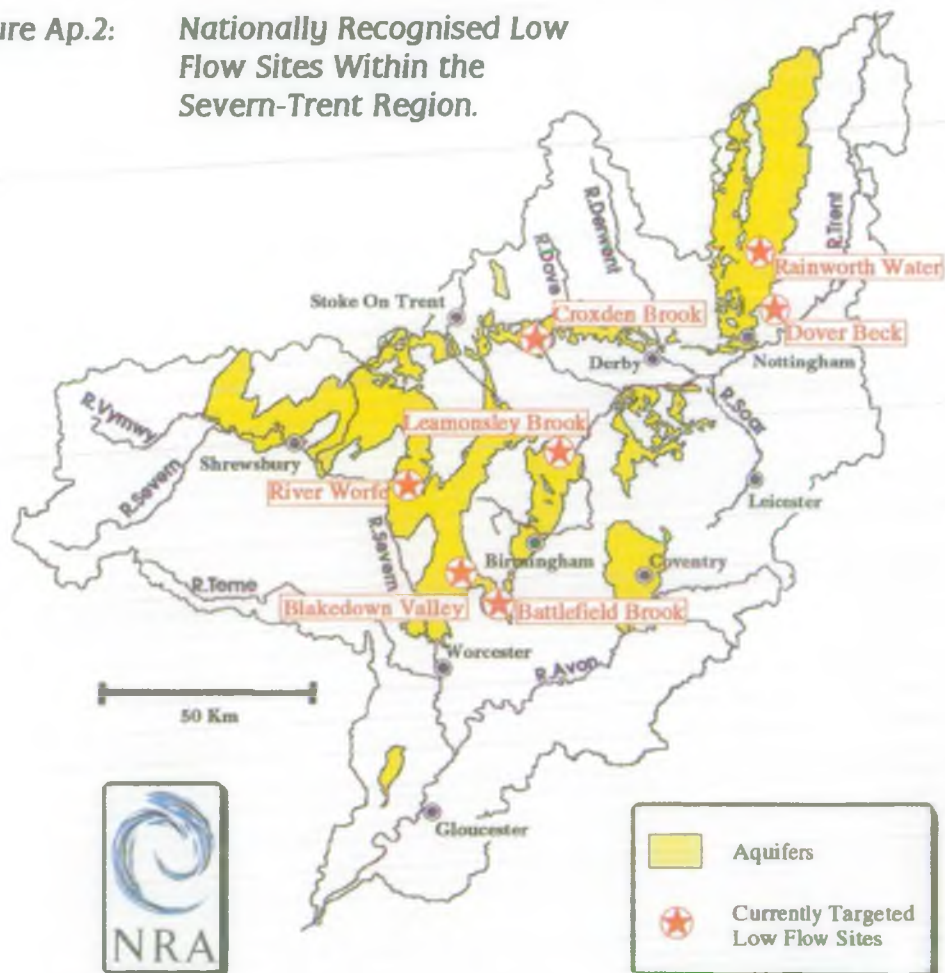 ure Ap.2:
Nationally Recognised Low
Flow Sites Within the
Severn-Trent Region.
R.Trent
R.Derwent
R.Dove
Rainworth Water
Stoke On Trent
Croxden Brook
Dover Beck
Derby
Nottingham
R.Vyrnwy
R.Soar
Leamonsley Brook
Shrewsbury
R.Severn
River Worfe
Leicester
R.Severn
Birmingham
Coventry
R.Teme
Blakedown Valley
Battlefield Brook
Worcester
R.Avon
50 Km
Gloucester
NRA
Aquifers
Currently Targeted
Low Flow Sites